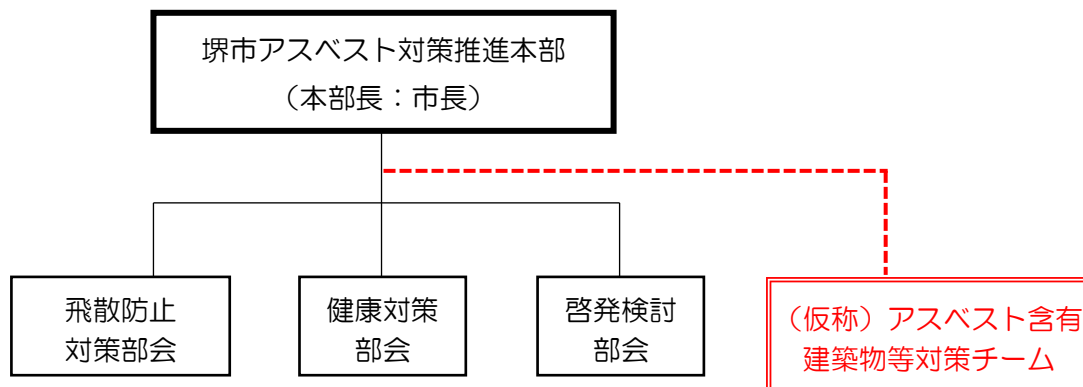 堺市アスベスト対策推進本部
（本部長：市長）
飛散防止
対策部会
健康対策
部会
啓発検討
部会
（仮称）アスベスト含有
建築物等対策チーム